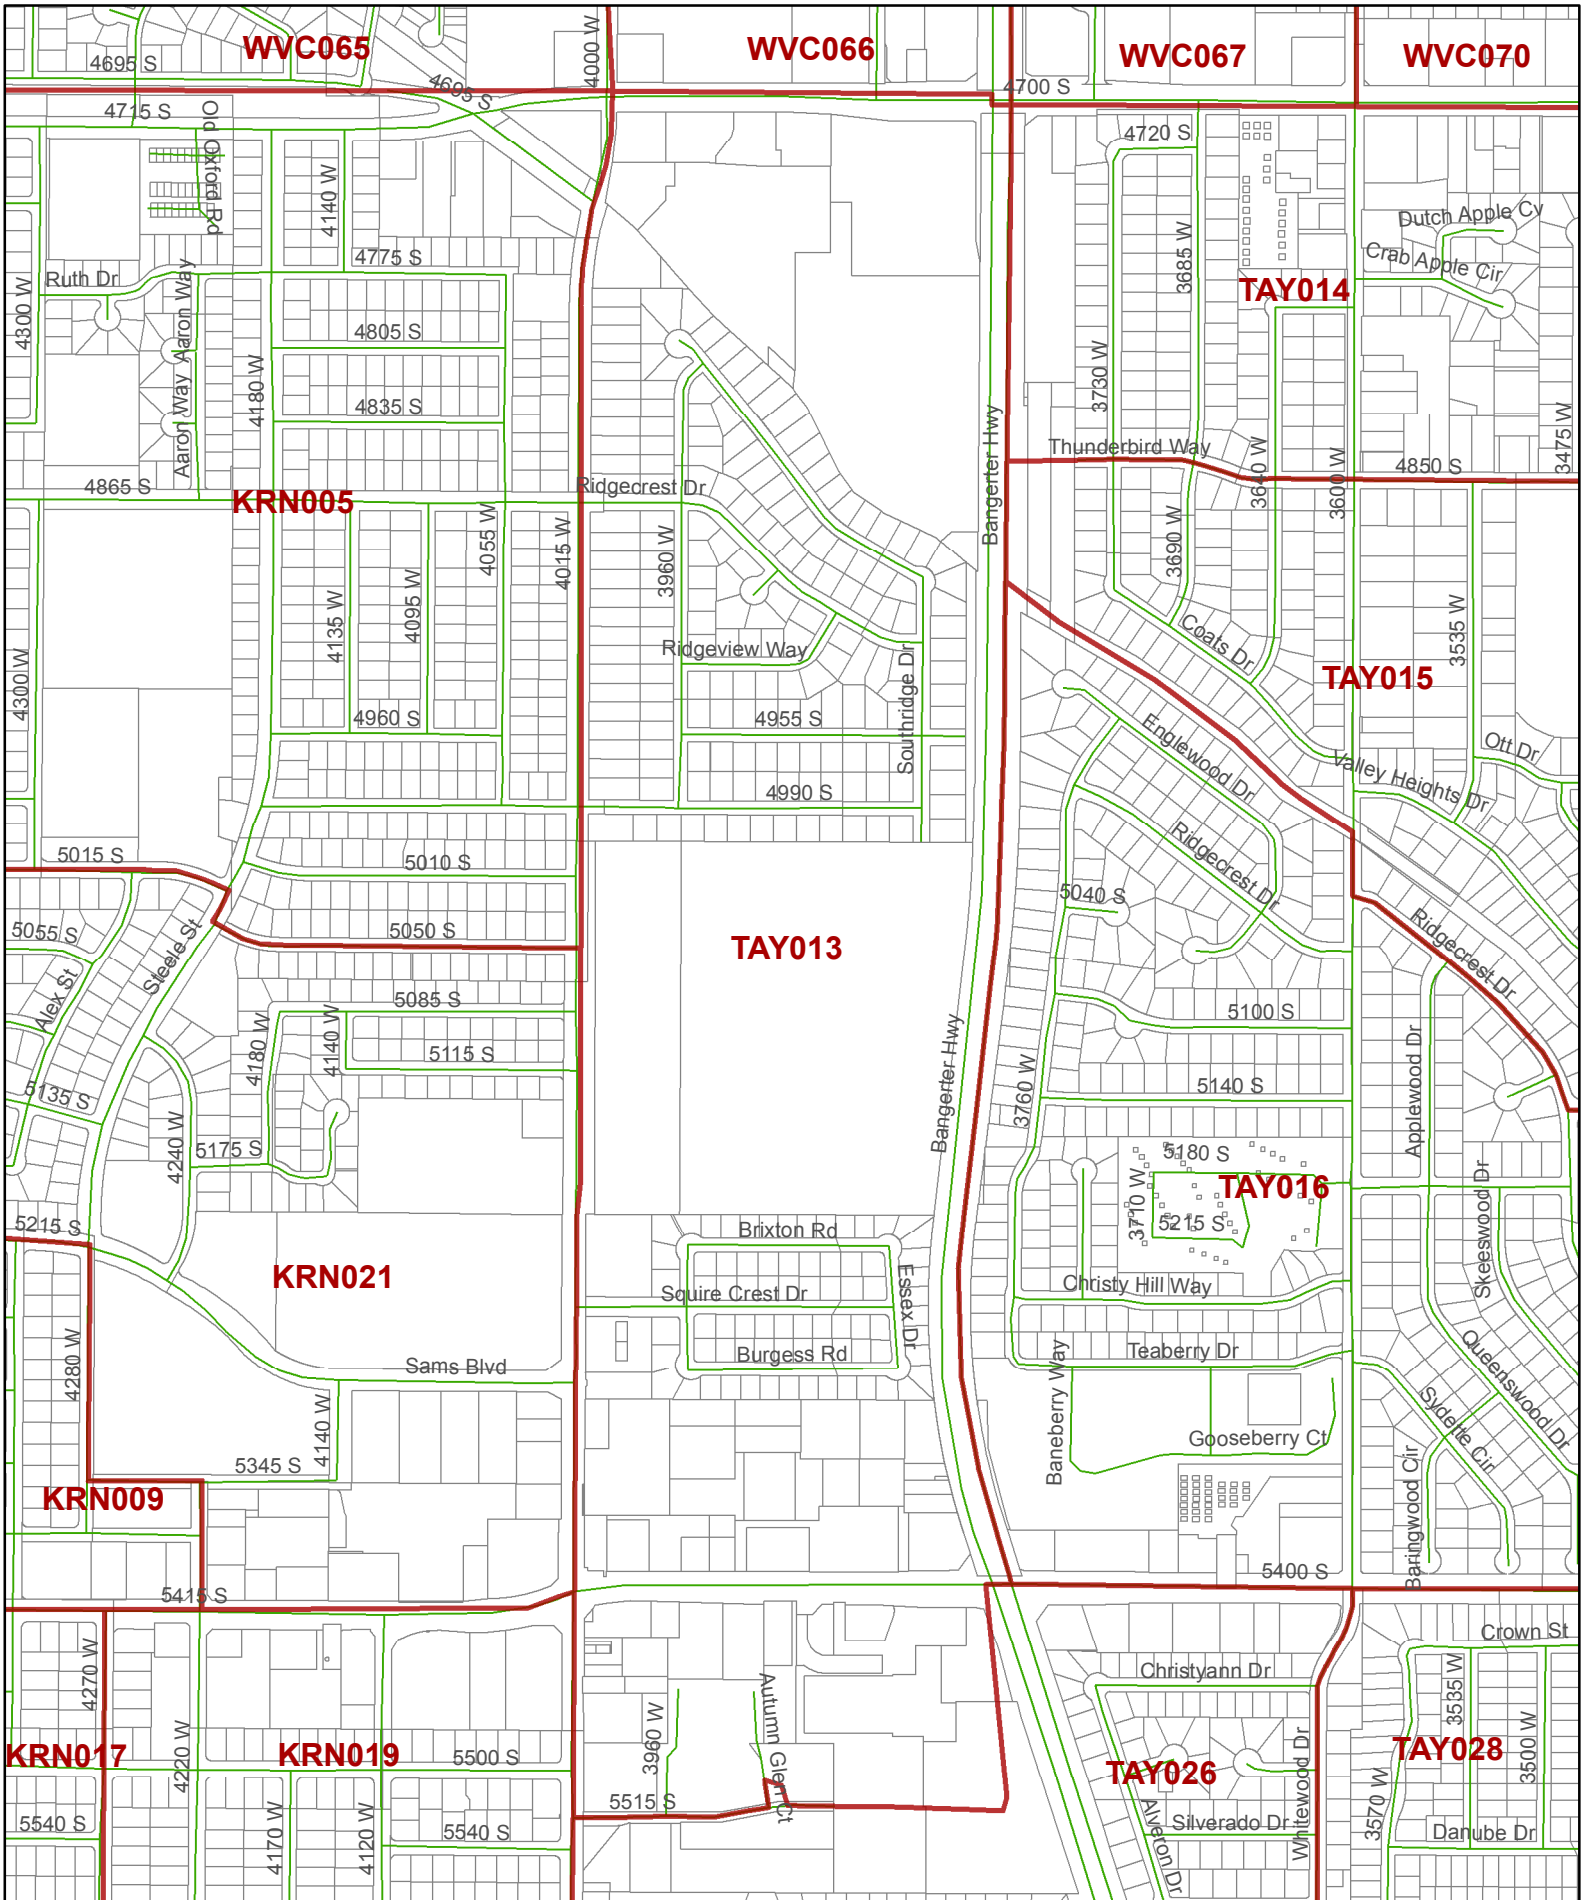 WVC065
WVC066
WVC067
WVC070
4695 S
4000 W
4695 S
4700 S
4715 S
Old Oxford Rd
4720 S
4140 W
Dutch Apple Cv
3685 W
Crab Apple Cir
4775 S
Ruth Dr
Aaron Way
4300 W
TAY014
4805 S
4180 W
3730 W
4835 S
Aaron Way
Bangerter Hwy
3475 W
Thunderbird Way
3640 W
3600 W
4850 S
4865 S
KRN005
Ridgecrest Dr
4055 W
4015 W
3960 W
3690 W
4135 W
4095 W
3535 W
4300 W
Ridgeview Way
Coats Dr
TAY015
4960 S
4955 S
Southridge Dr
Englewood Dr
Ott Dr
Valley Heights Dr
4990 S
5015 S
5010 S
Ridgecrest Dr
5040 S
5055 S
Steele St
5050 S
TAY013
Ridgecrest Dr
Alex St
5085 S
4180 W
4140 W
5115 S
5100 S
Bangerter Hwy
3760 W
Applewood Dr
5135 S
5140 S
4240 W
5175 S
5180 S
3710 W
TAY016
5215 S
5215 S
Skeeswood Dr
Brixton Rd
KRN021
Essex Dr
Squire Crest Dr
Christy Hill Way
4280 W
Sams Blvd
Burgess Rd
Teaberry Dr
Queenswood Dr
Baneberry Way
Sydette Cir
4140 W
Gooseberry Ct
5345 S
Baringwood Cir
KRN009
5415 S
5400 S
4270 W
Crown St
Christyann Dr
3535 W
Autumn Glen Ct
3960 W
KRN017
4220 W
KRN019
5500 S
TAY026
Whitewood Dr
TAY028
3500 W
5515 S
3570 W
5540 S
4170 W
4120 W
5540 S
Alveron Dr
Silverado Dr
Danube Dr